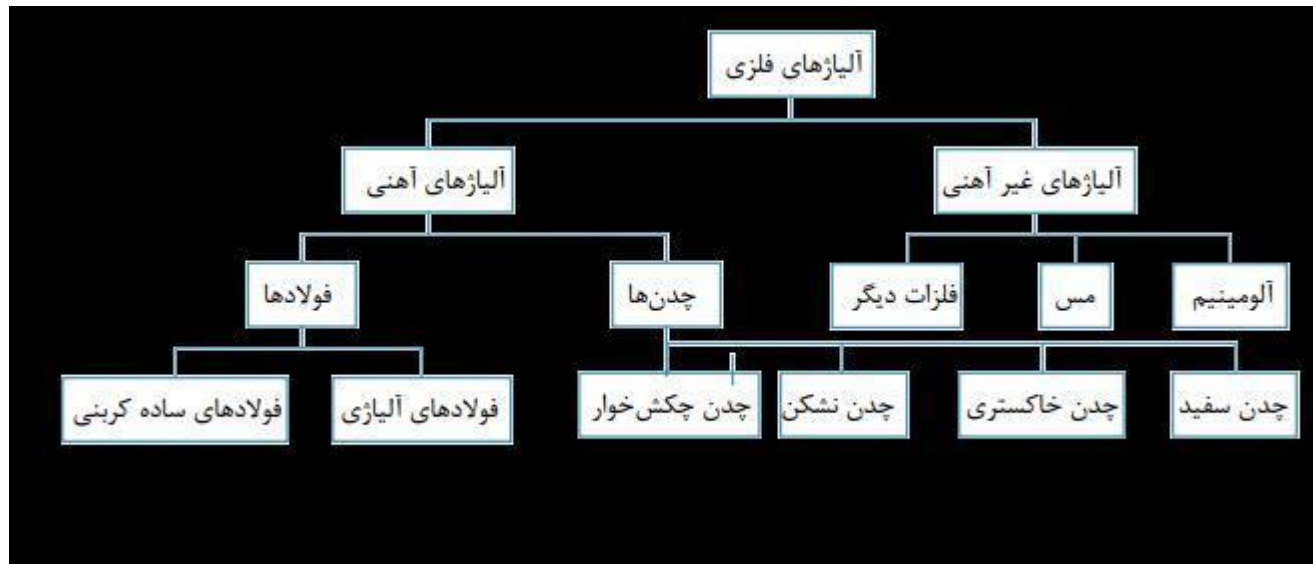 آلیاژهای فلزی
آلیاژهای غیر آهنی
آلیاژهای آهنی
آلومینیم
مس
فلزات دیگر
چدن‌ها
فولادها
چدن سفید
چدن خاکستری
چدن نشکن
چدن چکش‌خوار
فولادهای آلیاژی
فولادهای ساده کربنی